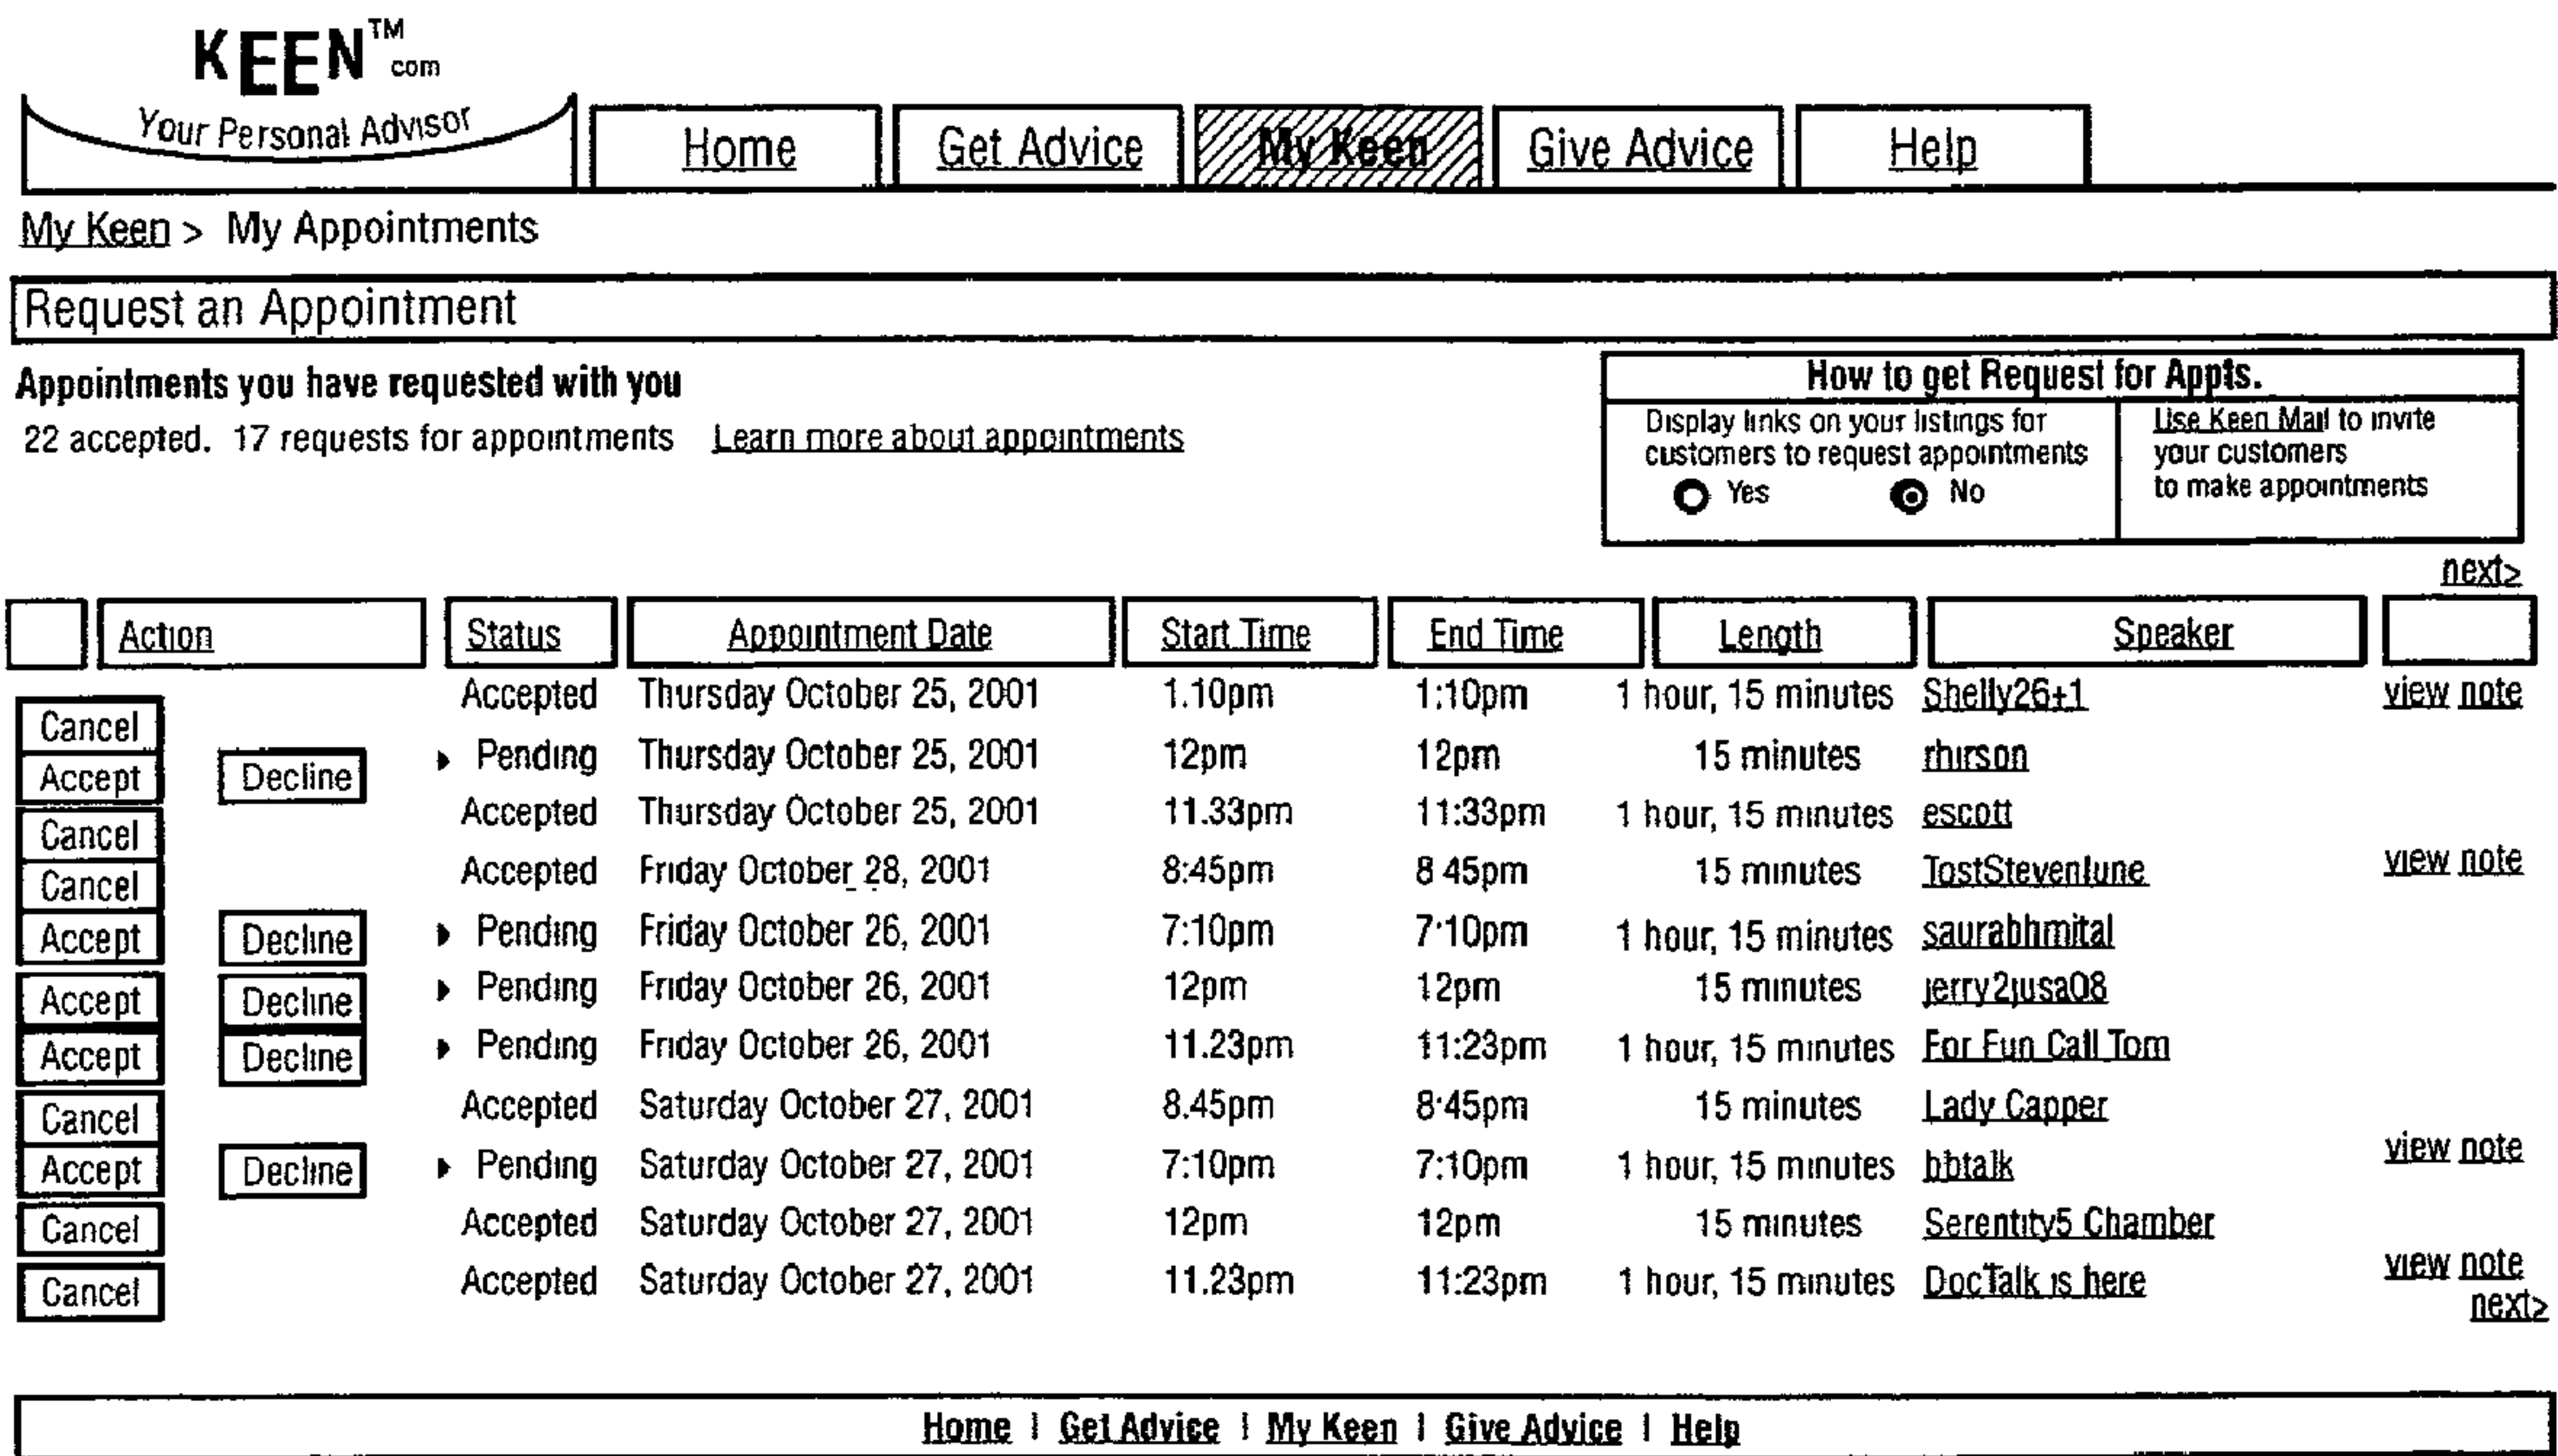 KEEN™ com
Your Personal Advisor
Home
Get Advice
My Keen
Give Advice
Help
My Keen > My Appointments
Request an Appointment
Appointments you have requested with you
22 accepted. 17 requests for appointments Learn more about appointments
How to get Request for Appts.
Display links on your listings for
customers to request appointments
Yes No
Use Keen Mail to invite
your customers
to make appointments
next>
Action Status Appointment Date Start Time End Time Length Speaker
Cancel Accepted Thursday October 25, 2001 1.10pm 1:10pm 1 hour, 15 minutes Shelly26+1 view note
Accept Decline Pending Thursday October 25, 2001 12pm 12pm 15 minutes rhirson
Cancel Accepted Thursday October 25, 2001 11.33pm 11:33pm 1 hour, 15 minutes escott
Cancel Accepted Friday October 28, 2001 8:45pm 8 45pm 15 minutes TostStevenlune view note
Accept Decline Pending Friday October 26, 2001 7:10pm 7:10pm 1 hour, 15 minutes saurabhmital
Accept Decline Pending Friday October 26, 2001 12pm 12pm 15 minutes jerry2jusa08
Accept Decline Pending Friday October 26, 2001 11.23pm 11:23pm 1 hour, 15 minutes For Fun Call Tom
Cancel Accepted Saturday October 27, 2001 8.45pm 8:45pm 15 minutes Lady Capper
Accept Decline Pending Saturday October 27, 2001 7:10pm 7:10pm 1 hour, 15 minutes bbtalk view note
Cancel Accepted Saturday October 27, 2001 12pm 12pm 15 minutes Serentity5 Chamber
Cancel Accepted Saturday October 27, 2001 11.23pm 11:23pm 1 hour, 15 minutes DocTalk is here view note
next>
Home | Get Advice | My Keen | Give Advice | Help